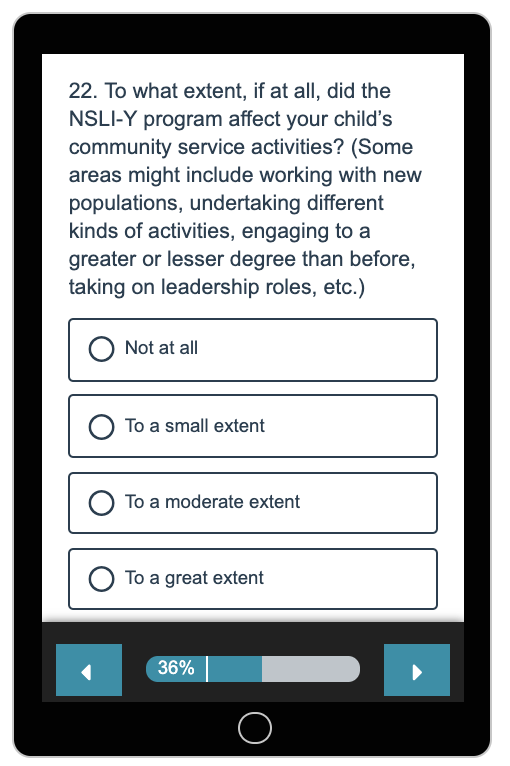 22. To what extent, if at all, did the
NSLI-Y program affect your child’s
community service activities? (Some
areas might include working with new
populations, undertaking different
kinds of activities, engaging to a
greater or lesser degree than before,
taking on leadership roles, etc.)
Not at all
To a small extent
To a moderate extent
To a great extent
36%